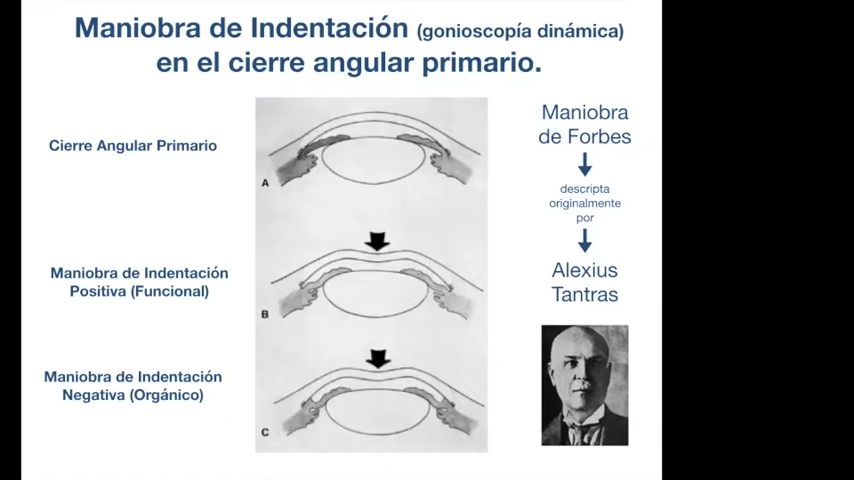 Maniobra de Indentación (gonioscopía dinámica)
en el cierre angular primario.
Cierre Angular Primario
A
Maniobra de Indentación
Positiva (Funcional)
B
Maniobra de Indentación
Negativa (Orgánico)
C
Maniobra
de Forbes
descripta
originalmente
por
Alexius
Tantras